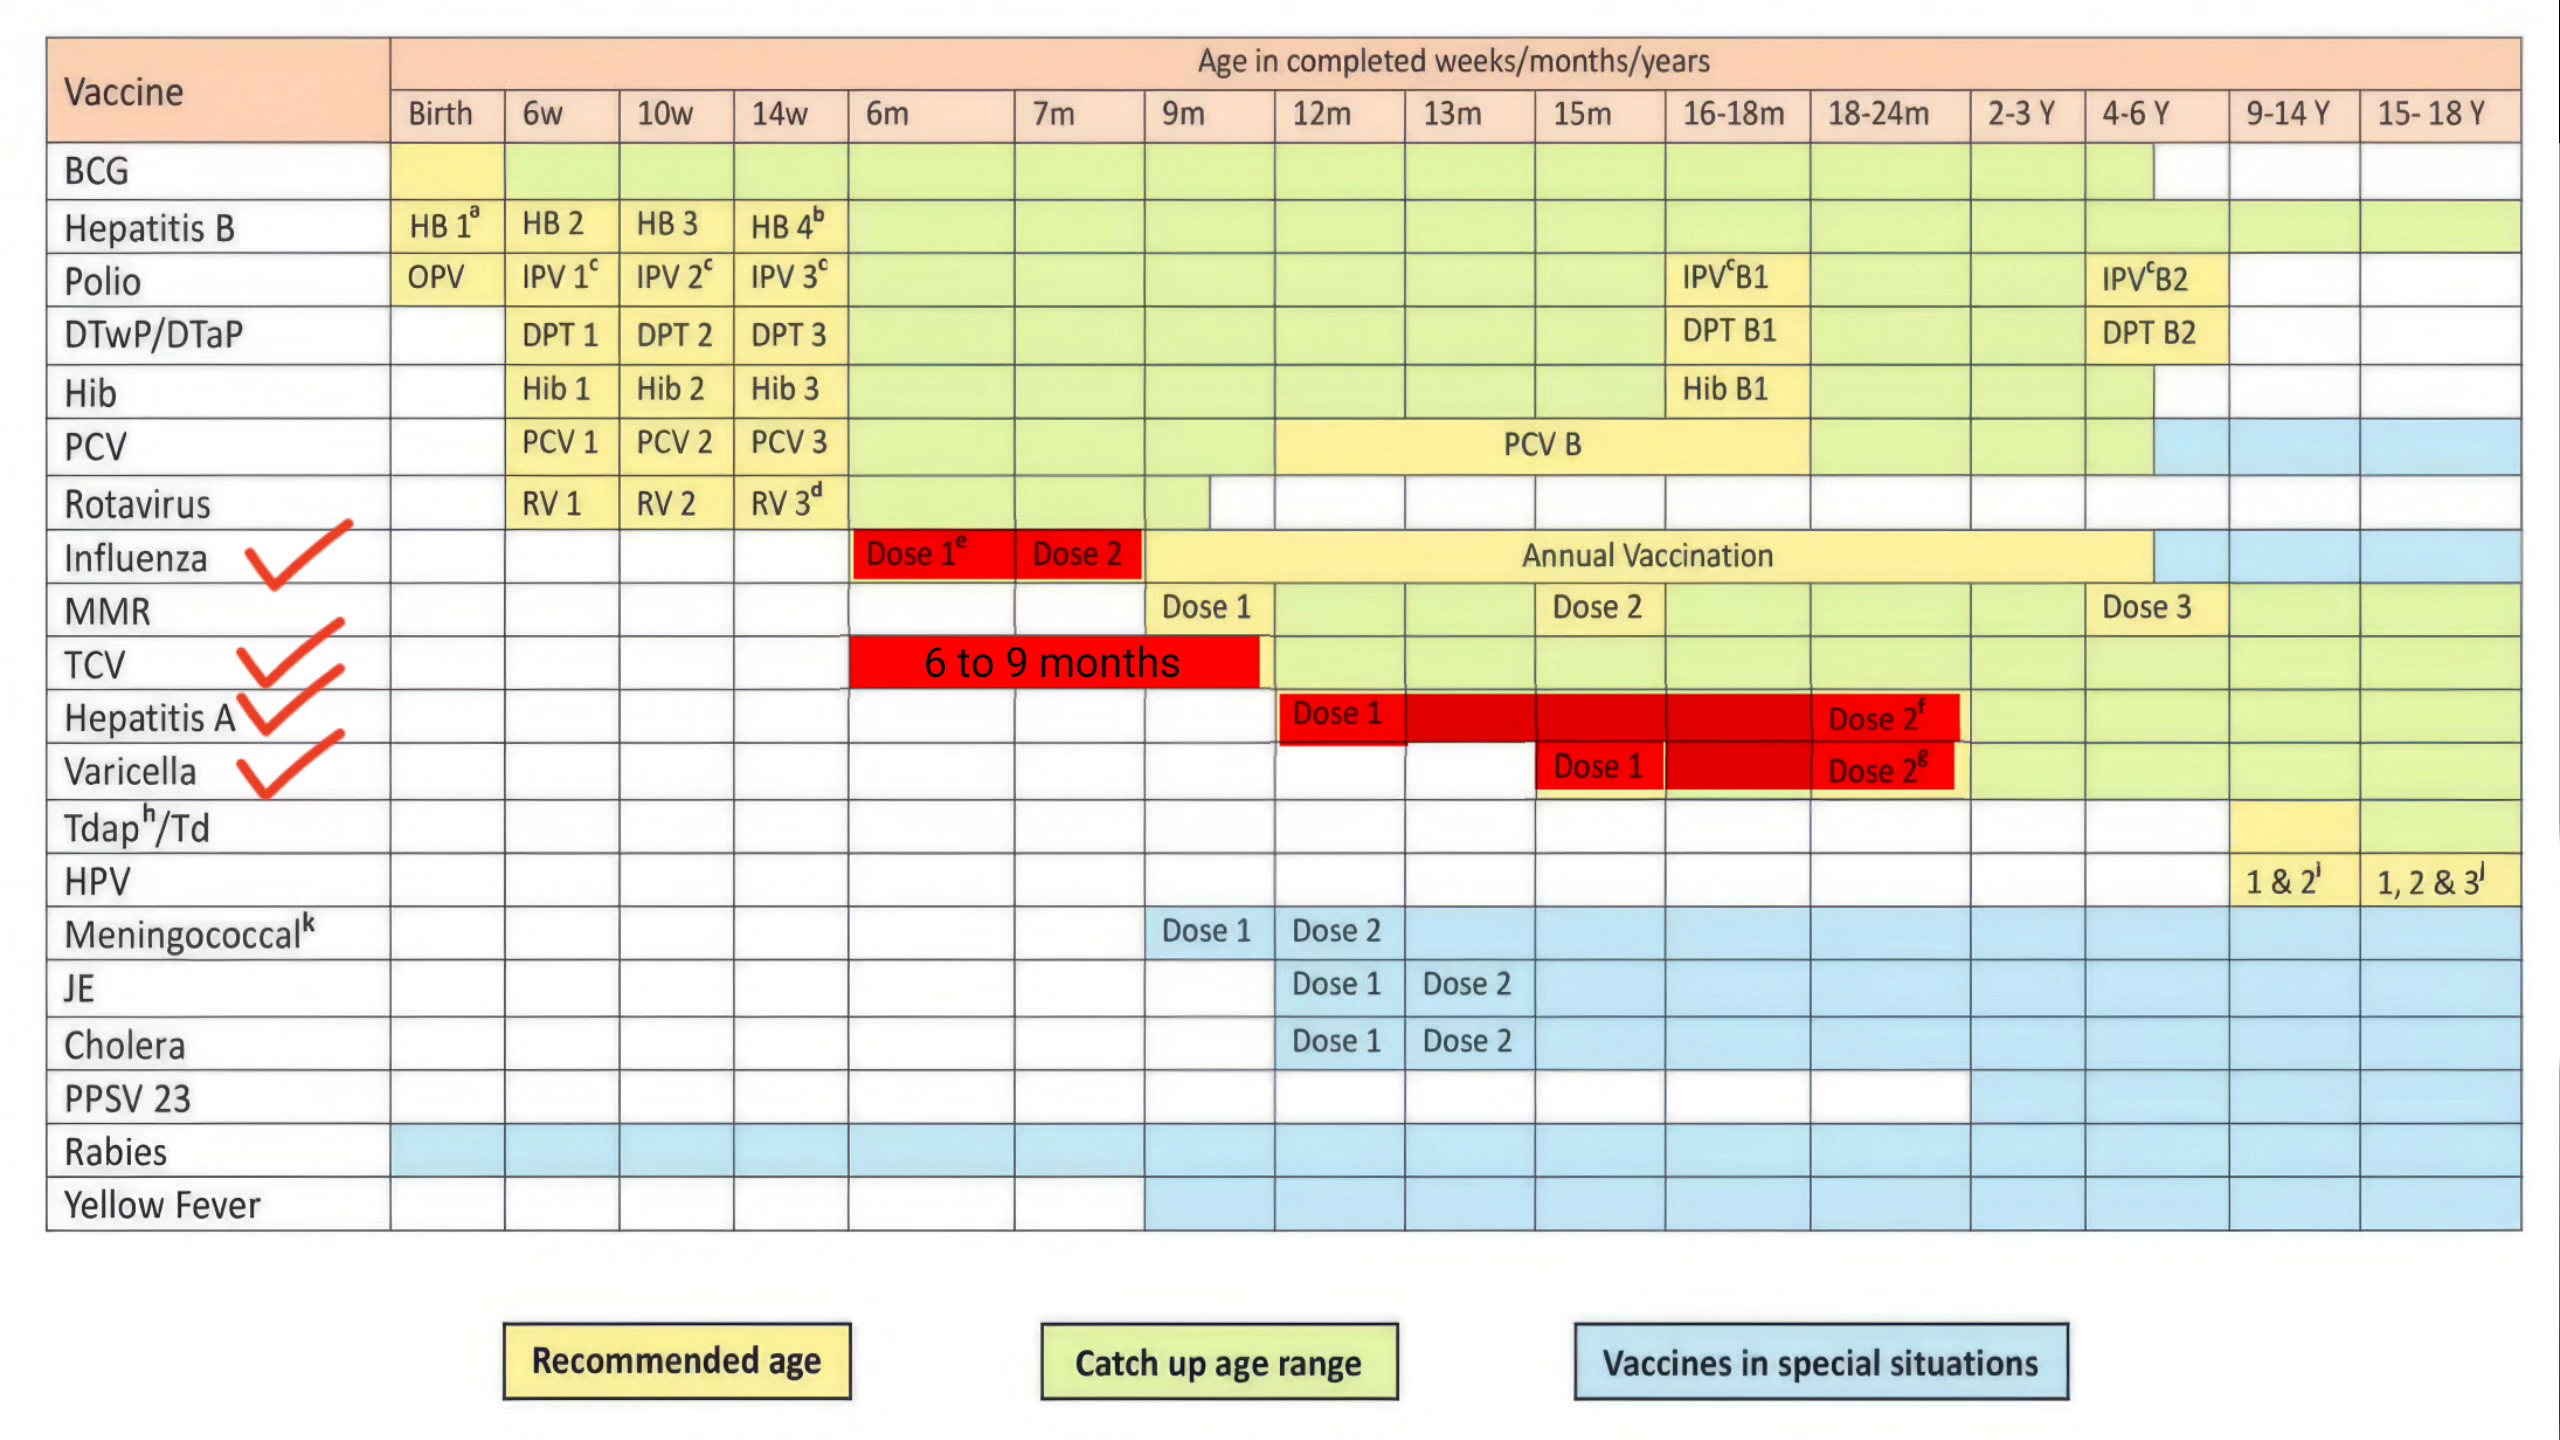 Vaccine
Age in completed weeks/months/years
Birth 6w 10w 14w 6m 7m 9m 12m 13m 15m 16-18m 18-24m 2-3 Y 4-6 Y 9-14 Y 15- 18 Y
BCG
Hepatitis B HB 1a HB 2 HB 3 HB 4b
Polio OPV IPV 1c IPV 2c IPV 3c IPVcB1 IPVcB2
DTwP/DTaP DPT 1 DPT 2 DPT 3 DPT B1 DPT B2
Hib Hib 1 Hib 2 Hib 3 Hib B1
PCV PCV 1 PCV 2 PCV 3 PCV B
Rotavirus RV 1 RV 2 RV 3d
Influenza Dose 1e Dose 2 Annual Vaccination
MMR Dose 1 Dose 2 Dose 3
TCV 6 to 9 months
Hepatitis A Dose 1 Dose 2f
Varicella Dose 1 Dose 2g
Tdaph/Td
HPV 1 & 2i 1, 2 & 3j
Meningococcalk Dose 1 Dose 2
JE Dose 1 Dose 2
Cholera Dose 1 Dose 2
PPSV 23
Rabies
Yellow Fever
Recommended age Catch up age range Vaccines in special situations